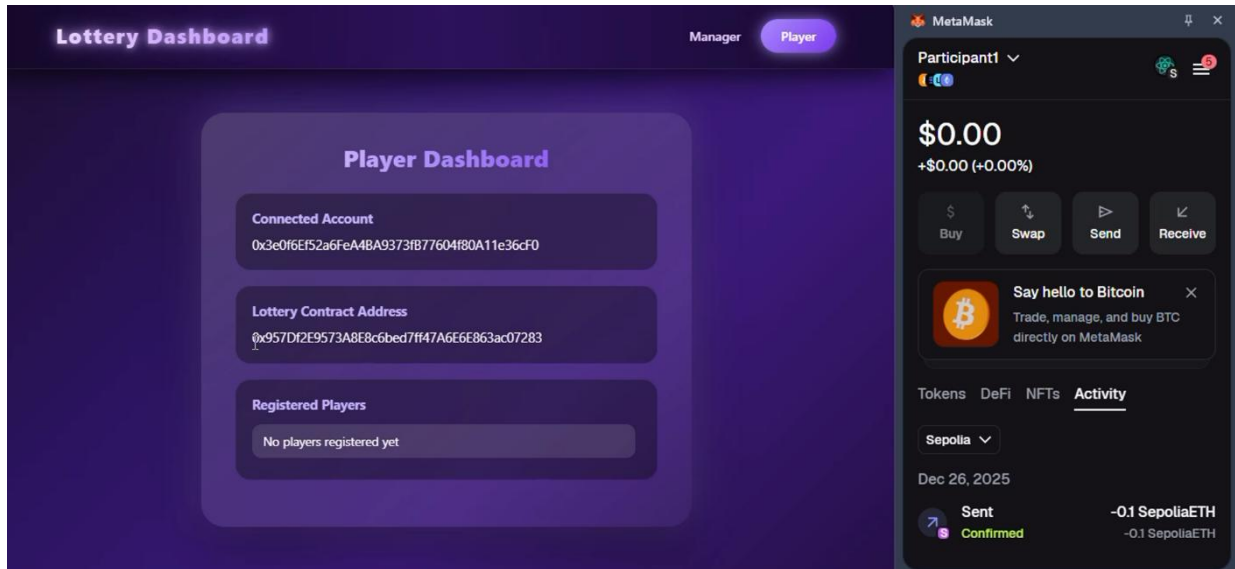 Lottery Dashboard
Manager
Player
Player Dashboard
Connected Account
0x3e0f6Ef52a6FeA4BA9373fB77604f80A11e36cF0
Lottery Contract Address
0x957Df2E9573A8E8c6bed7ff47A6E6E863ac07283
Registered Players
No players registered yet
MetaMask
Participant1
S
5
$0.00
+$0.00 (+0.00%)
$
Buy
Swap
Send
Receive
Say hello to Bitcoin
Trade, manage, and buy BTC
directly on MetaMask
Tokens DeFi NFTs Activity
Sepolia
Dec 26, 2025
Sent -0.1 SepoliaETH
S Confirmed -0.1 SepoliaETH